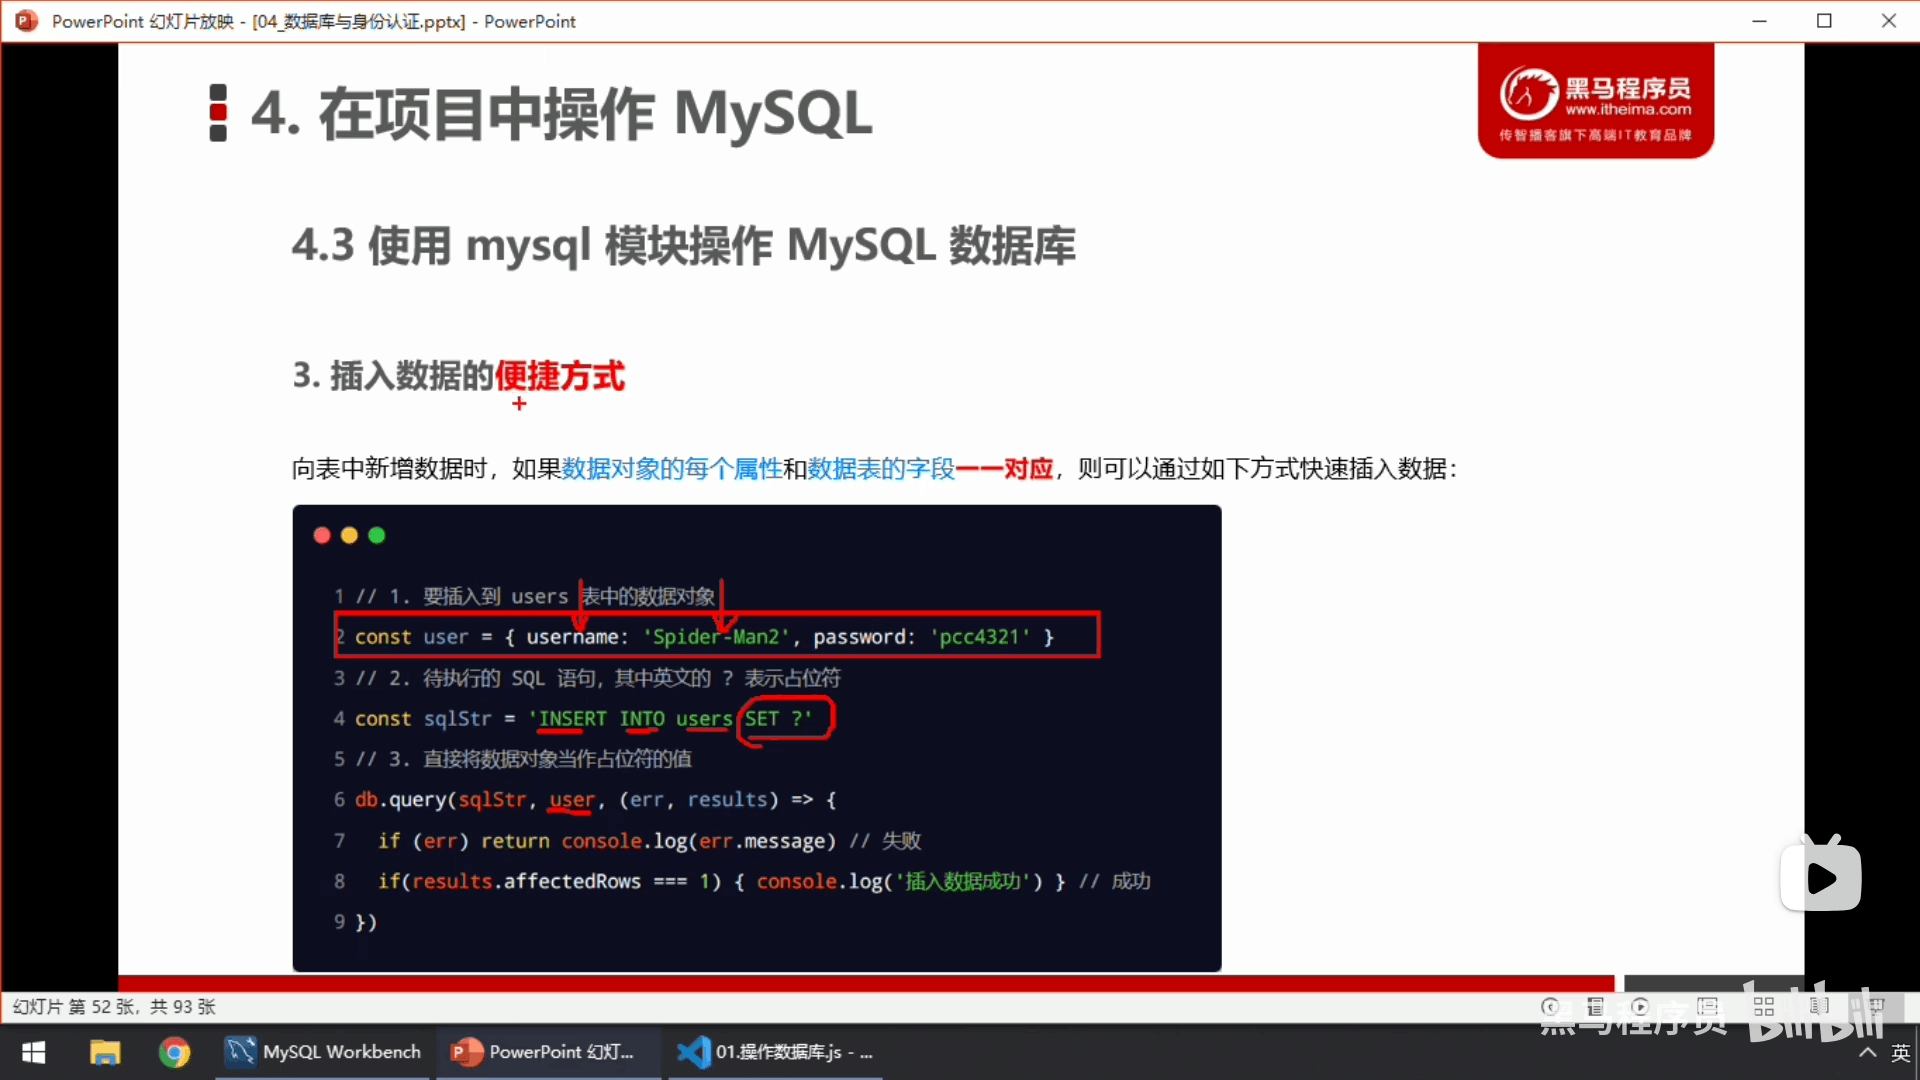 PowerPoint 幻灯片放映 - [04_数据库与身份认证.pptx] - PowerPoint
4. 在项目中操作 MySQL
黑马程序员
www.itheima.com
传智播客旗下高端IT教育品牌
4.3 使用 mysql 模块操作 MySQL 数据库
3. 插入数据的便捷方式
向表中新增数据时，如果数据对象的每个属性和数据表的字段一一对应，则可以通过如下方式快速插入数据：
1 // 1. 要插入到 users 表中的数据对象
2 const user = { username: 'Spider-Man2', password: 'pcc4321' }
3 // 2. 待执行的 SQL 语句，其中英文的 ? 表示占位符
4 const sqlStr = 'INSERT INTO users SET ?'
5 // 3. 直接将数据对象当作占位符的值
6 db.query(sqlStr, user, (err, results) => {
7 if (err) return console.log(err.message) // 失败
8 if(results.affectedRows === 1) { console.log('插入数据成功') } // 成功
9 })
幻灯片 第 52 张，共 93 张
黑马程序员 bilibili
MySQL Workbench
PowerPoint 幻灯...
01.操作数据库.js - ...
英